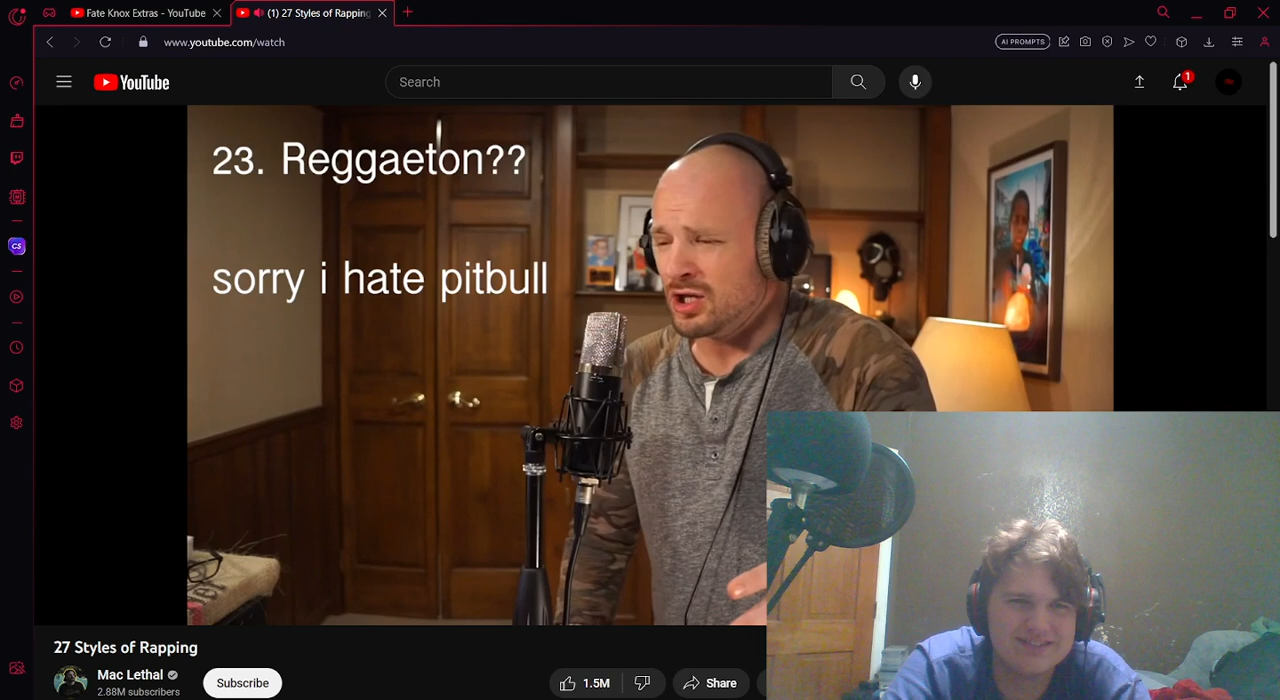 Fate Knox Extras - YouTube
(1) 27 Styles of Rapping
www.youtube.com/watch
AI PROMPTS
YouTube
Search
1
23. Reggaeton??
sorry i hate pitbull
CS
27 Styles of Rapping
Mac Lethal
2.88M subscribers
Subscribe
1.5M
Share